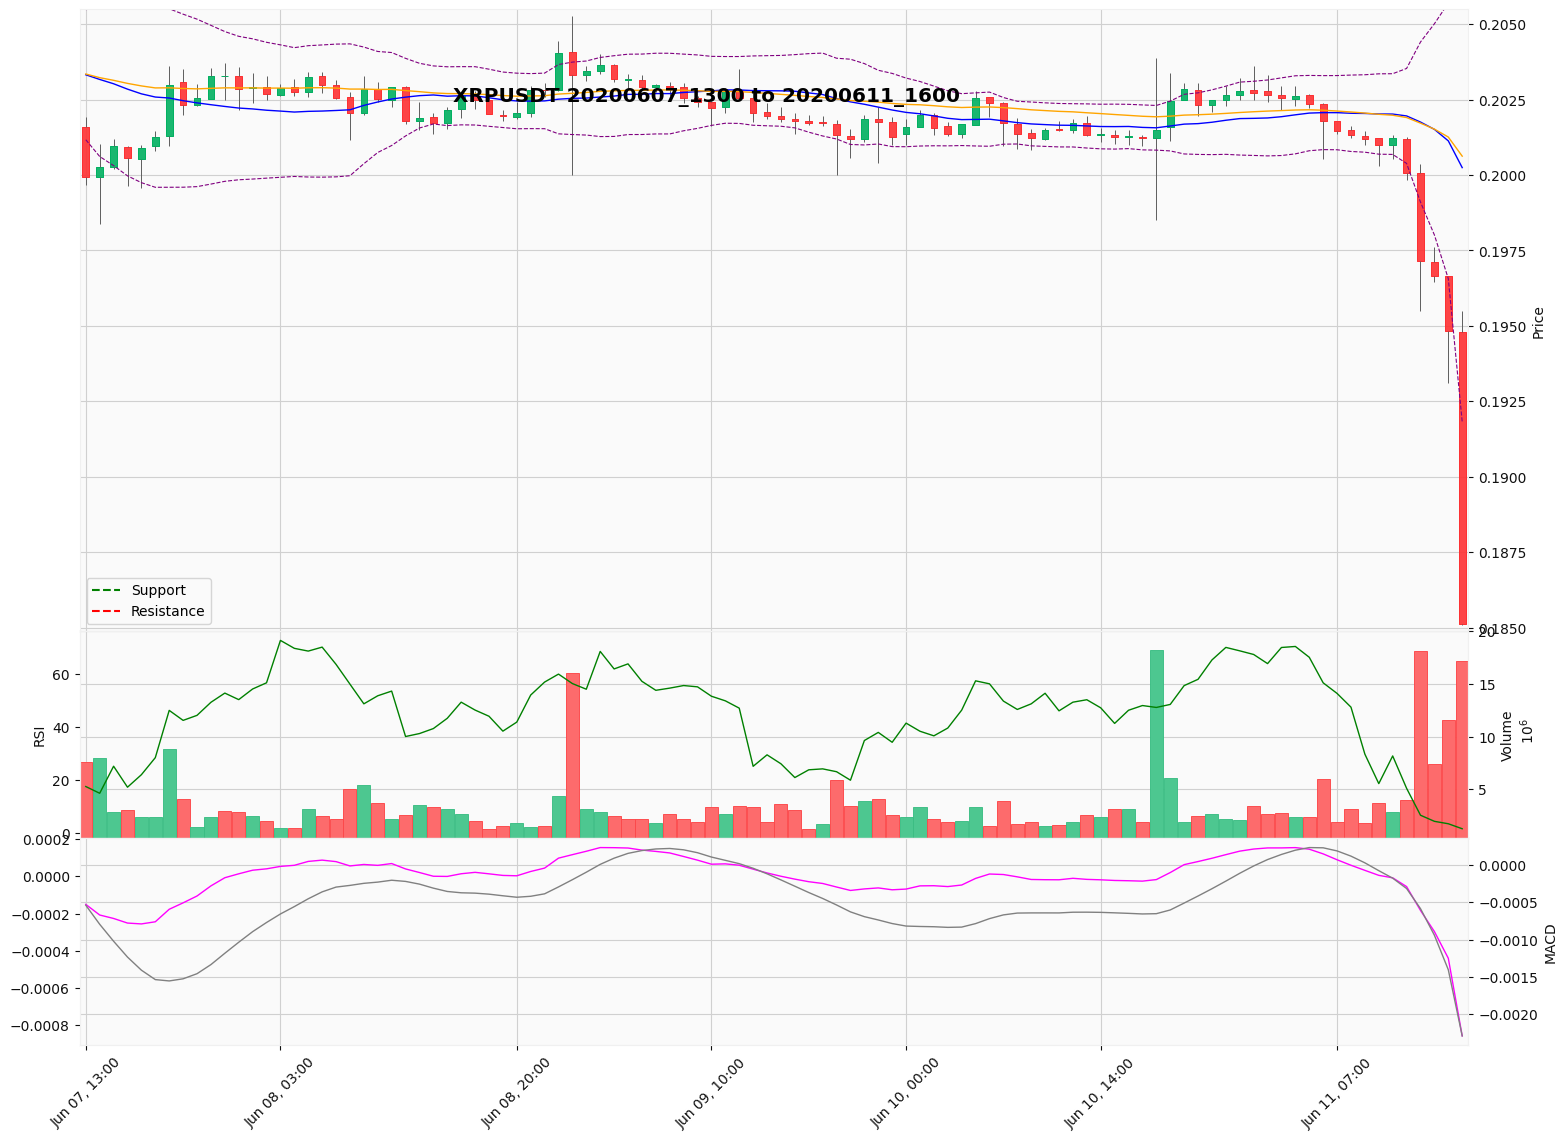 XRPUSDT 20200607_1300 to 20200611_1600
0.2050
0.2025
0.2000
0.1975
0.1950
0.1925
0.1900
0.1875
0.1850
Price
Support
Resistance
60
40
20
0
RSI
20
15
10
5
Volume
10^6
0.0002
0.0000
−0.0002
−0.0004
−0.0006
−0.0008
0.0000
−0.0005
−0.0010
−0.0015
−0.0020
MACD
Jun 07, 13:00
Jun 08, 03:00
Jun 08, 20:00
Jun 09, 10:00
Jun 10, 00:00
Jun 10, 14:00
Jun 11, 07:00